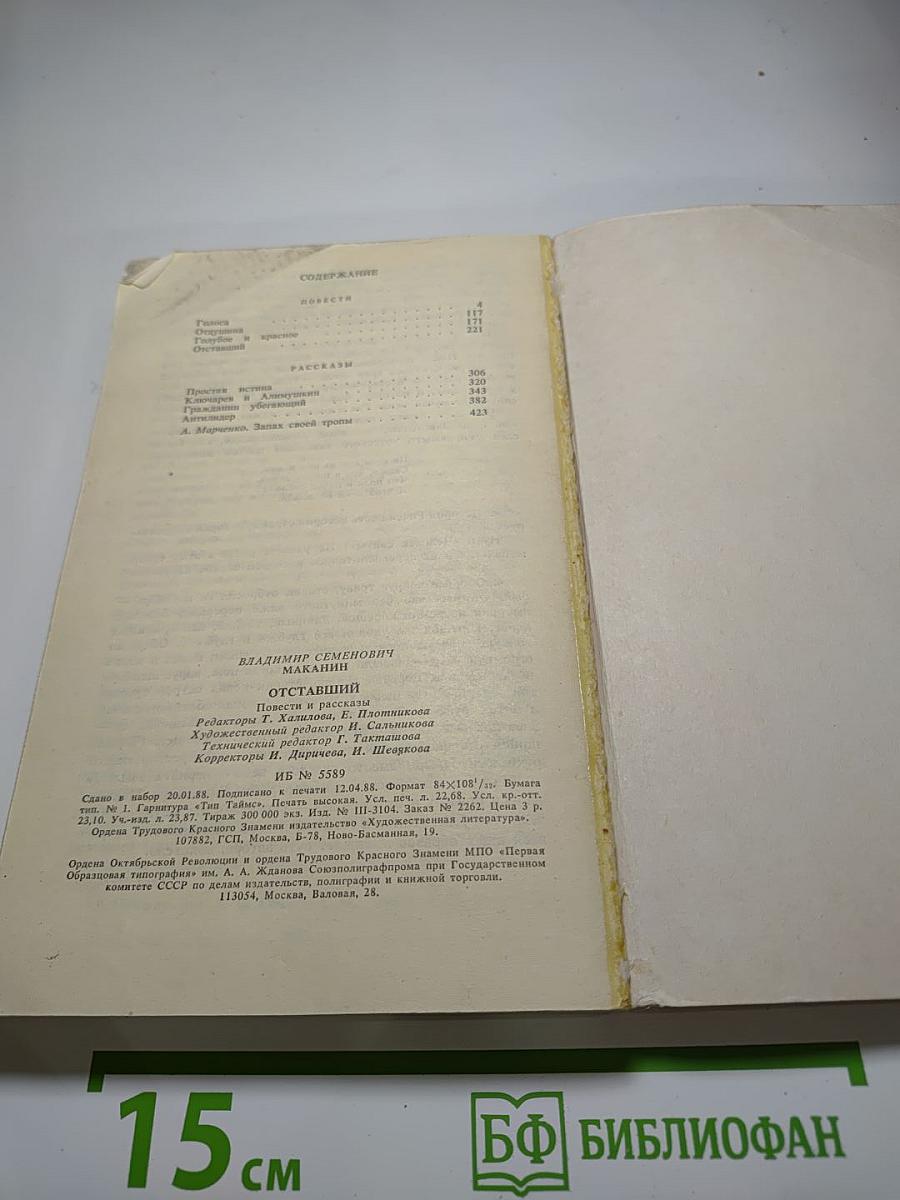 СОДЕРЖАНИЕ
ПОВЕСТИ
Голоса . . . . . . . . . . . . . . . . 4
Отдушина . . . . . . . . . . . . . . . . 117
Голубое и красное . . . . . . . . . . . . . . . . 171
Отставший . . . . . . . . . . . . . . . . 221
РАССКАЗЫ
Простая истина . . . . . . . . . . . . . . . . 306
Ключарев и Алимушкин . . . . . . . . . . . . . . . . 320
Гражданин убегающий . . . . . . . . . . . . . . . . 343
Антилидер . . . . . . . . . . . . . . . . 382
А. Марченко. Запах своей тропы . . . . . . . . . . 423
ВЛАДИМИР СЕМЕНОВИЧ
МАКАНИН
ОТСТАВШИЙ
Повести и рассказы
Редакторы Т. Халилова, Е. Плотникова
Художественный редактор И. Сальникова
Технический редактор Г. Такташова
Корректоры И. Диричева, И. Шевякова
ИБ № 5589
Сдано в набор 20.01.88. Подписано к печати 12.04.88. Формат 84×108¹/₃₂. Бумага
тип. № 1. Гарнитура «Тип Таймс». Печать высокая. Усл. печ. л. 22,68. Усл. кр.-отт.
23,10. Уч.-изд. л. 23,87. Тираж 300 000 экз. Изд. № III-3104. Заказ № 2262. Цена 3 р.
Ордена Трудового Красного Знамени издательство «Художественная литература».
107882, ГСП, Москва, Б-78, Ново-Басманная, 19.
Ордена Октябрьской Революции и ордена Трудового Красного Знамени МПО «Первая
Образцовая типография» им. А. А. Жданова Союзполиграфпрома при Государственном
комитете СССР по делам издательств, полиграфии и книжной торговли.
113054, Москва, Валовая, 28.
15 см
БФ БИБЛИОФАН